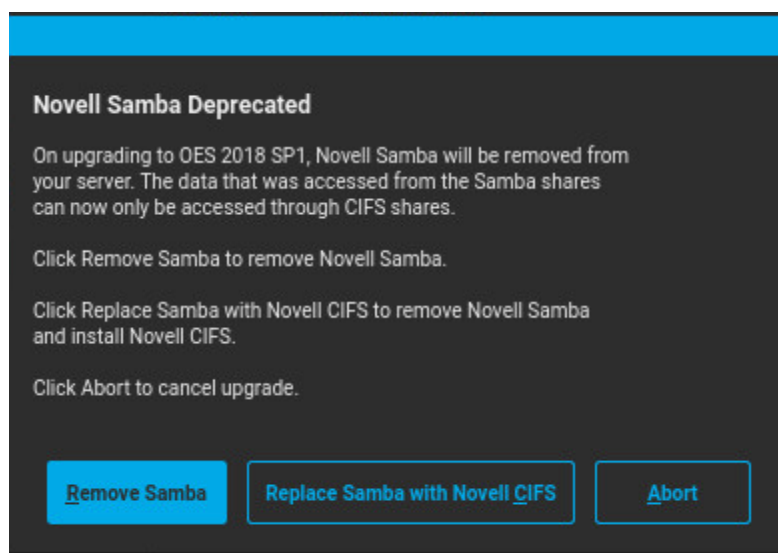 Novell Samba Deprecated
On upgrading to OES 2018 SP1, Novell Samba will be removed from
your server. The data that was accessed from the Samba shares
can now only be accessed through CIFS shares.
Click Remove Samba to remove Novell Samba.
Click Replace Samba with Novell CIFS to remove Novell Samba
and install Novell CIFS.
Click Abort to cancel upgrade.
Remove Samba
Replace Samba with Novell CIFS
Abort